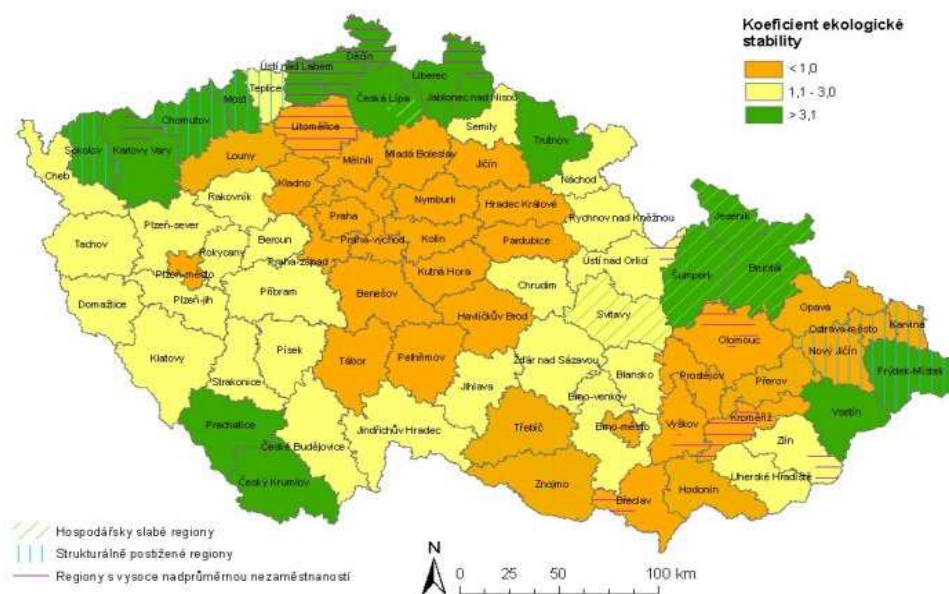 Koeficient ekologické
stability
< 1,0
1,1 - 3,0
> 3,1
Děčín
Ústí nad Labem
Teplice
Liberec
Most
Česká Lípa
Jablonec nad Nisou
Chomutov
Semily
Litoměřice
Trutnov
Sokolov
Karlovy Vary
Louny
Mělník
Mladá Boleslav
Jičín
Cheb
Kladno
Náchod
Rakovník
Nymburk
Hradec Králové
Praha
Rychnov nad Kněžnou
Jeseník
Plzeň-sever
Beroun
Praha-východ
Kolín
Pardubice
Tachov
Rokycany
Praha-západ
Ústí nad Orlicí
Šumperk
Bruntál
Plzeň-město
Kutná Hora
Plzeň-jih
Příbram
Benešov
Chrudim
Domažlice
Svitavy
Opava
Havlíčkův Brod
Ostrava-město
Karviná
Olomouc
Nový Jičín
Klatovy
Písek
Tábor
Pelhřimov
Žďár nad Sázavou
Frýdek-Místek
Blansko
Prostějov
Přerov
Strakonice
Jihlava
Brno-venkov
Vsetín
Prachatice
Brno-město
Vyškov
Kroměříž
Třebíč
Jindřichův Hradec
Zlín
České Budějovice
Uherské Hradiště
Český Krumlov
Znojmo
Břeclav
Hodonín
Hospodářsky slabé regiony
Strukturálně postižené regiony
Regiony s vysoce nadprůměrnou nezaměstnaností
N
0 25 50 100 km